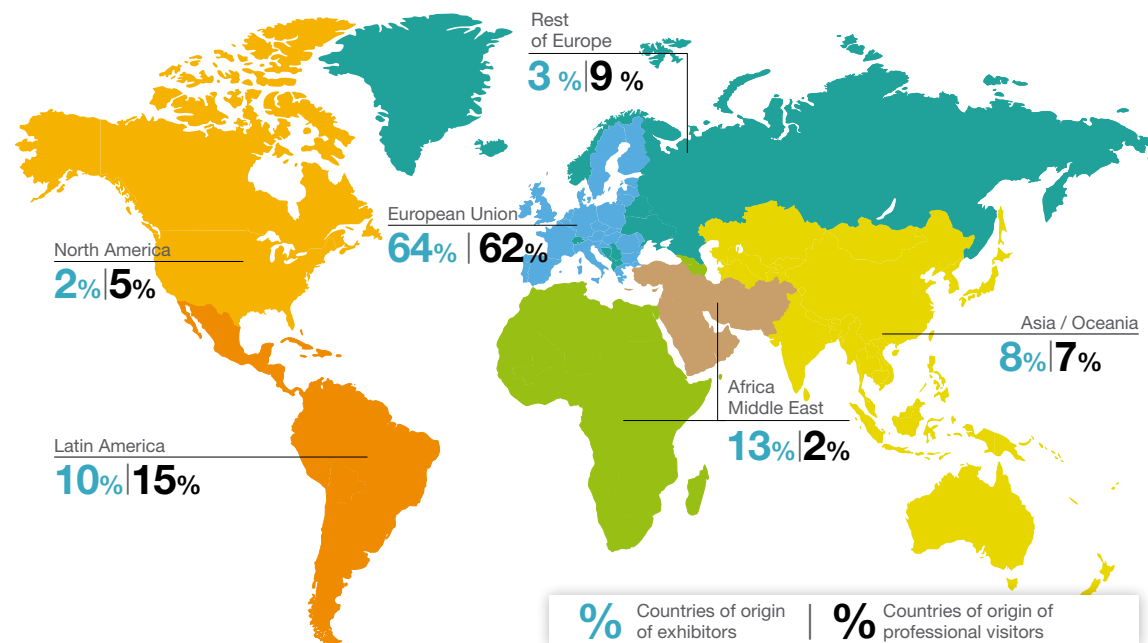 Rest
of Europe
3 %|9 %
European Union
64%|62%
North America
2%|5%
Asia / Oceania
8%|7%
Africa
Middle East
13%|2%
Latin America
10%|15%
% Countries of origin
of exhibitors
% Countries of origin of
professional visitors